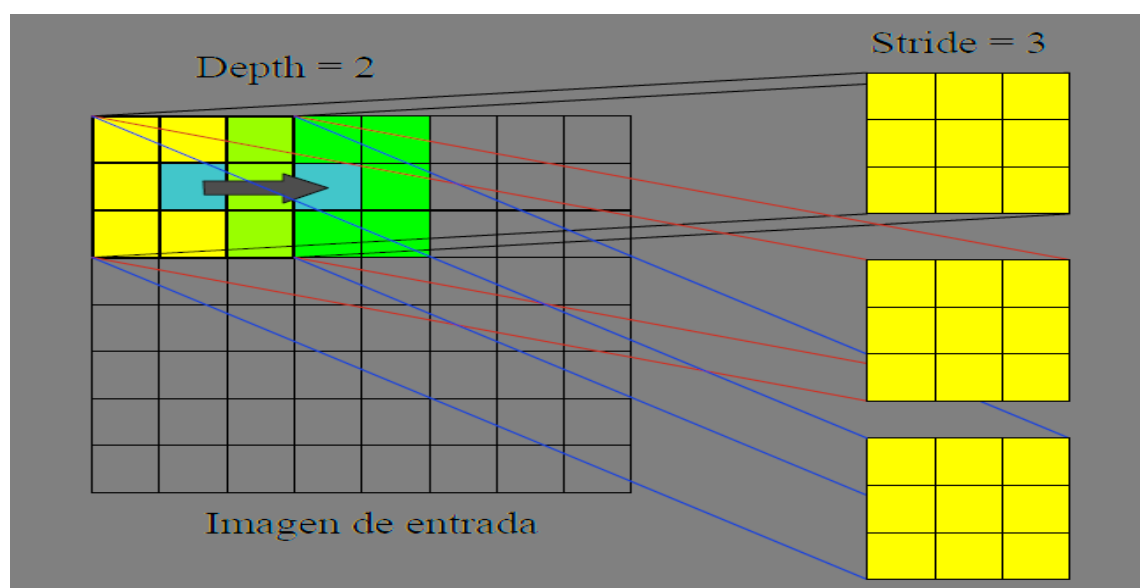 Stride = 3
Depth = 2
Imagen de entrada